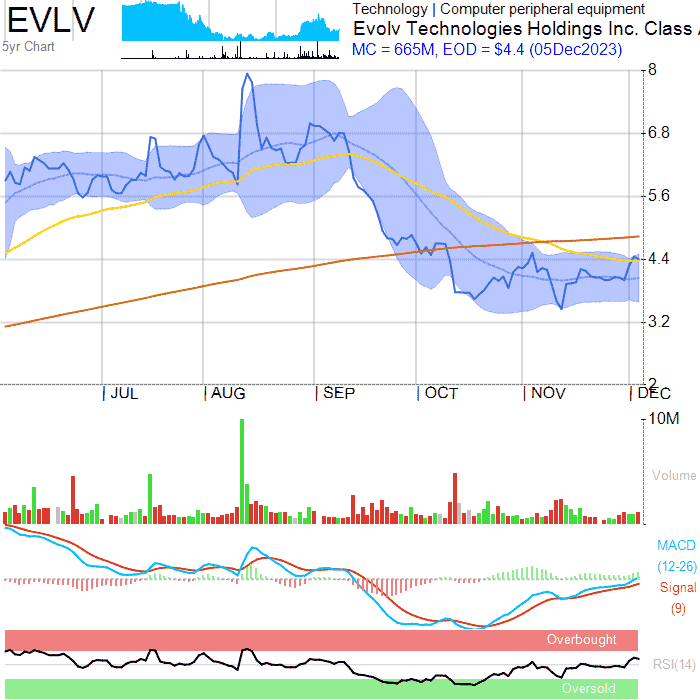 EVLV
5yr Chart
Technology | Computer peripheral equipment
Evolv Technologies Holdings Inc. Class
MC = 665M, EOD = $4.4 (05Dec2023)
8
6.8
5.6
4.4
3.2
2
JUL
AUG
SEP
OCT
NOV
DEC
10M
Volume
MACD
(12-26)
Signal
(9)
Overbought
RSI(14)
Oversold